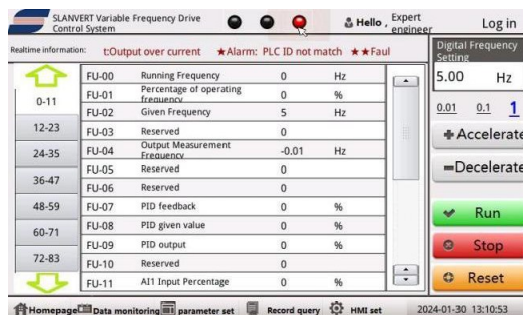 SLANVERT Variable Frequency Drive
Control System
Hello , Expert
engineer
Log in
Realtime information:
t:Output over current ★Alarm: PLC ID not match ★★Faul
Digital Frequency
Setting
5.00 Hz
0.01 0.1 1
Accelerate
Decelerate
Run
Stop
Reset
0-11
12-23
24-35
36-47
48-59
60-71
72-83
FU-00 Running Frequency 0 Hz
FU-01 Percentage of operating frequency 0 %
FU-02 Given Frequency 5 Hz
FU-03 Reserved 0
FU-04 Output Measurement Frequency -0.01 Hz
FU-05 Reserved 0
FU-06 Reserved 0
FU-07 PID feedback 0 %
FU-08 PID given value 0 %
FU-09 PID output 0 %
FU-10 Reserved 0
FU-11 AI1 Input Percentage 0 %
Homepage Data monitoring parameter set Record query HMI set 2024-01-30 13:10:53